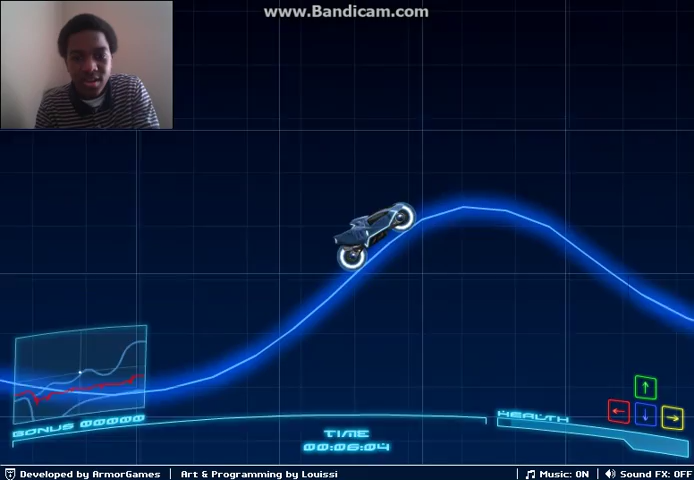 www.Bandicam.com
BONUS 00000
TIME
00:06:04
HEALTH
Developed by ArmorGames | Art & Programming by Louissi
Music: ON | Sound FX: OFF